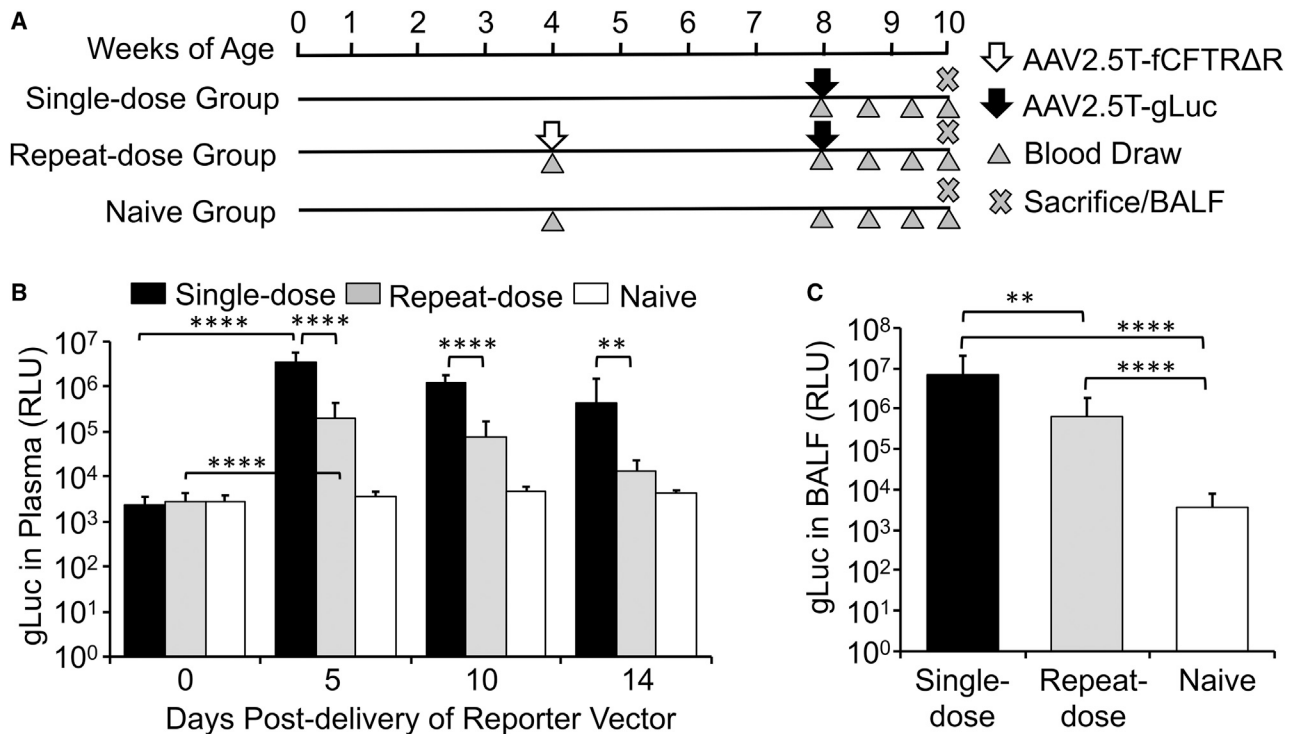 A
0 1 2 3 4 5 6 7 8 9 10
Weeks of Age
Single-dose Group
Repeat-dose Group
Naive Group
AAV2.5T-fCFTRΔR
AAV2.5T-gLuc
Blood Draw
Sacrifice/BALF
B
Single-dose Repeat-dose Naive
**** **** **** **
****
gLuc in Plasma (RLU)
10⁷
10⁶
10⁵
10⁴
10³
10²
10¹
10⁰
0 5 10 14
Days Post-delivery of Reporter Vector
C
**
****
****
gLuc in BALF (RLU)
10⁸
10⁷
10⁶
10⁵
10⁴
10³
10²
10¹
10⁰
Single-dose
Repeat-dose
Naive